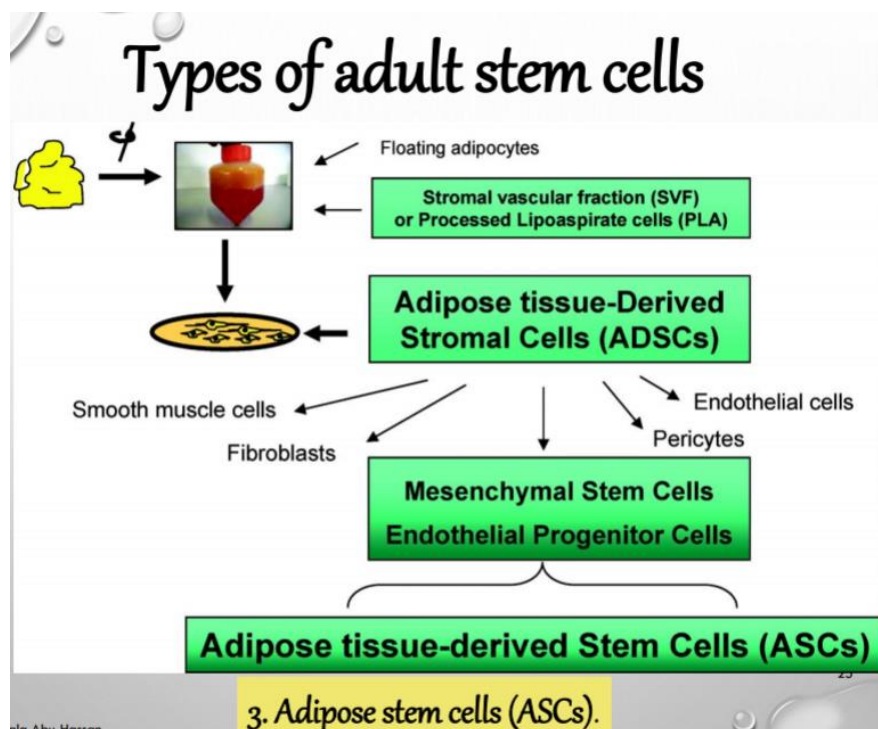 Types of adult stem cells
Floating adipocytes
Stromal vascular fraction (SVF)
or Processed Lipoaspirate cells (PLA)
Adipose tissue-Derived
Stromal Cells (ADSCs)
Smooth muscle cells
Fibroblasts
Endothelial cells
Pericytes
Mesenchymal Stem Cells
Endothelial Progenitor Cells
Adipose tissue-derived Stem Cells (ASCs)
3. Adipose stem cells (ASCs).